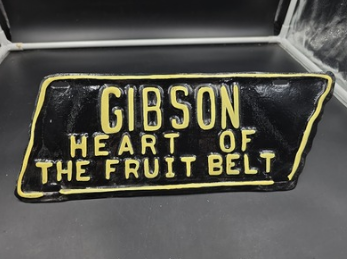 GIBSON
HEART OF
THE FRUIT BELT